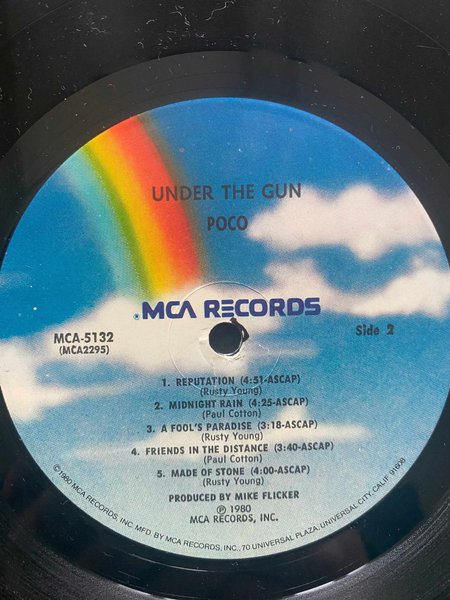 UNDER THE GUN
POCO
®MCA RECORDS
MCA-5132
(MCA2295)
Side 2
1. REPUTATION (4:51-ASCAP)
(Rusty Young)
2. MIDNIGHT RAIN (4:25-ASCAP)
Paul Cotton)
3. A FOOL'S PARADISE (3:18-ASCAP)
(Rusty Young)
4. FRIENDS IN THE DISTANCE (3:40-ASCAP)
(Paul Cotton)
5. MADE OF STONE (4:00-ASCAP)
(Rusty Young)
PRODUCED BY MIKE FLICKER
℗ 1980
MCA RECORDS, INC.
©1980 MCA RECORDS, INC. MFD. BY MCA RECORDS, INC., 70 UNIVERSAL PLAZA, UNIVERSAL CITY, CALIF. 91608